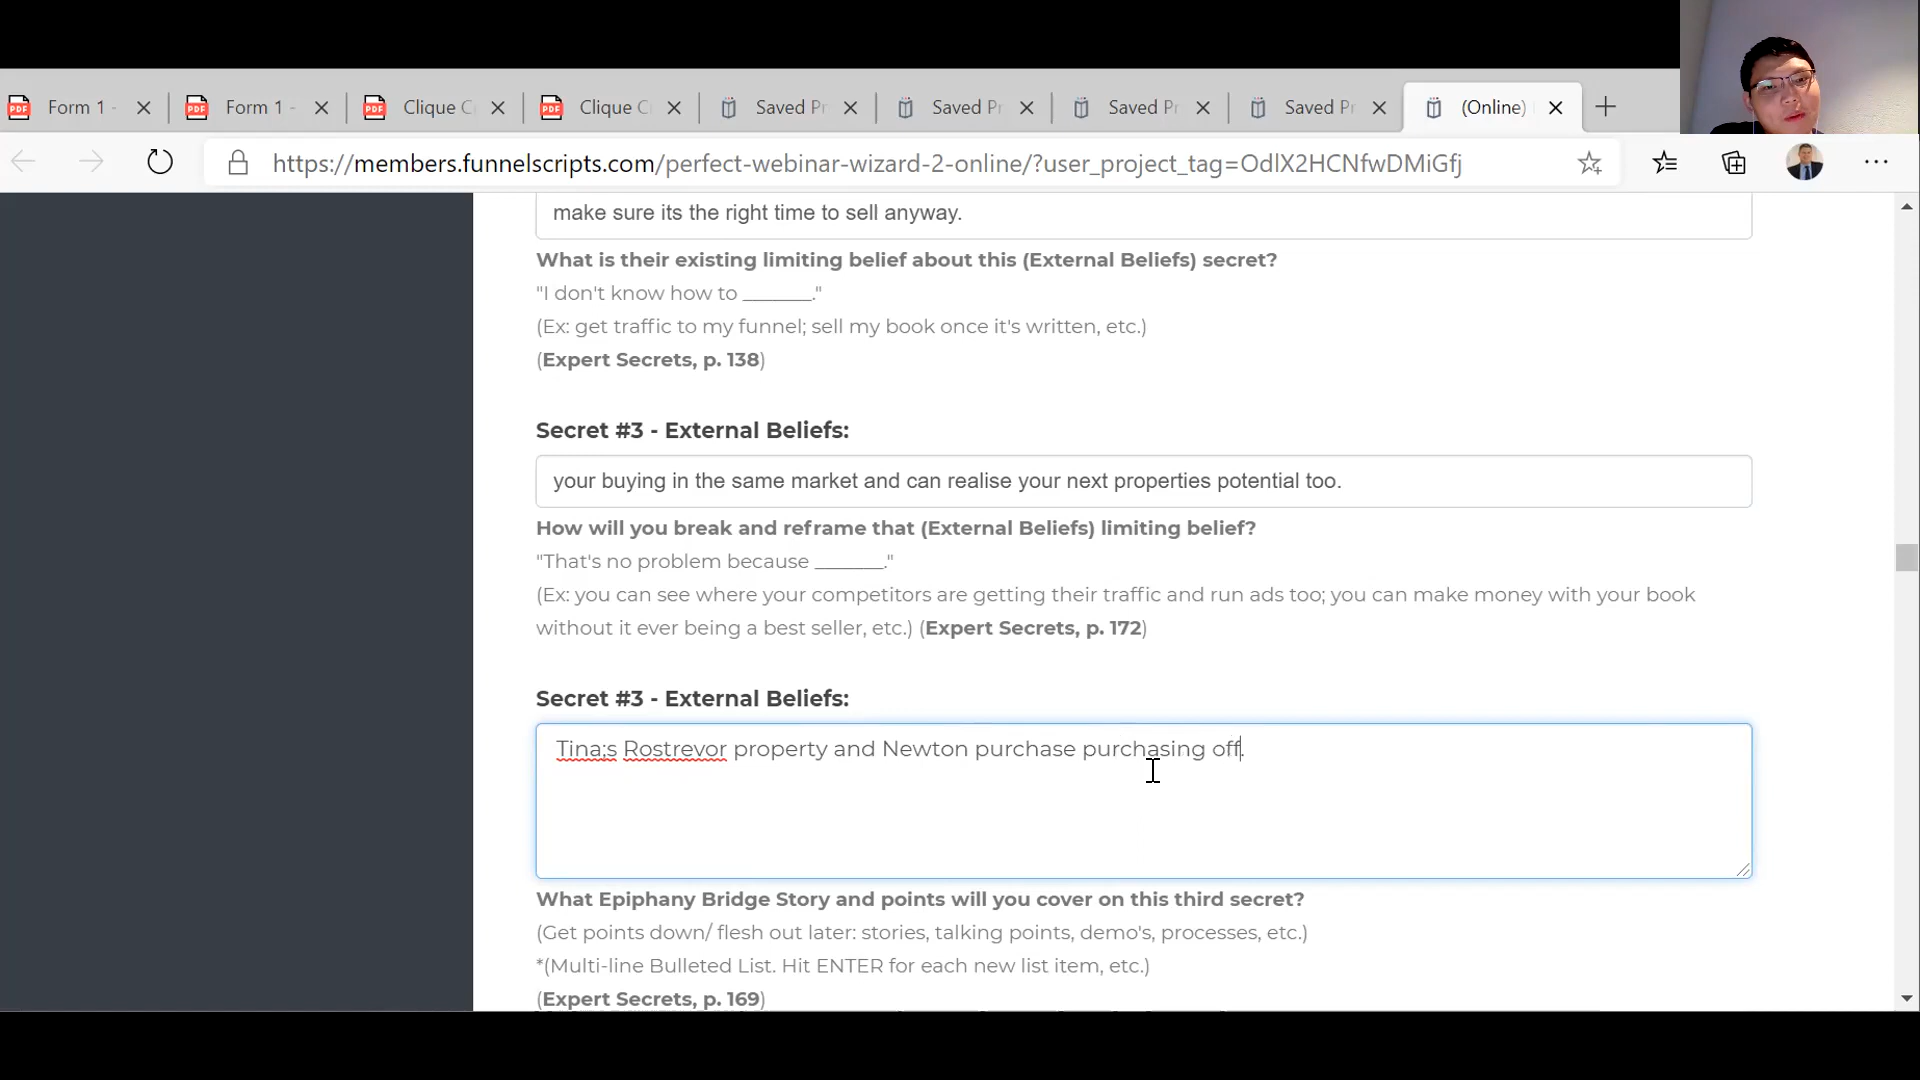 Form 1 -
Form 1 -
Clique C
Clique C
Saved Pr
Saved Pr
Saved Pr
Saved Pr
(Online)
https://members.funnelscripts.com/perfect-webinar-wizard-2-online/?user_project_tag=OdlX2HCNfwDMiGfj
make sure its the right time to sell anyway.
What is their existing limiting belief about this (External Beliefs) secret?
"I don't know how to _______."
(Ex: get traffic to my funnel; sell my book once it's written, etc.)
(Expert Secrets, p. 138)
Secret #3 - External Beliefs:
your buying in the same market and can realise your next properties potential too.
How will you break and reframe that (External Beliefs) limiting belief?
"That's no problem because _______."
(Ex: you can see where your competitors are getting their traffic and run ads too; you can make money with your book
without it ever being a best seller, etc.) (Expert Secrets, p. 172)
Secret #3 - External Beliefs:
Tina;s Rostrevor property and Newton purchase purchasing off.
What Epiphany Bridge Story and points will you cover on this third secret?
(Get points down/ flesh out later: stories, talking points, demo's, processes, etc.)
*(Multi-line Bulleted List. Hit ENTER for each new list item, etc.)
(Expert Secrets, p. 169)